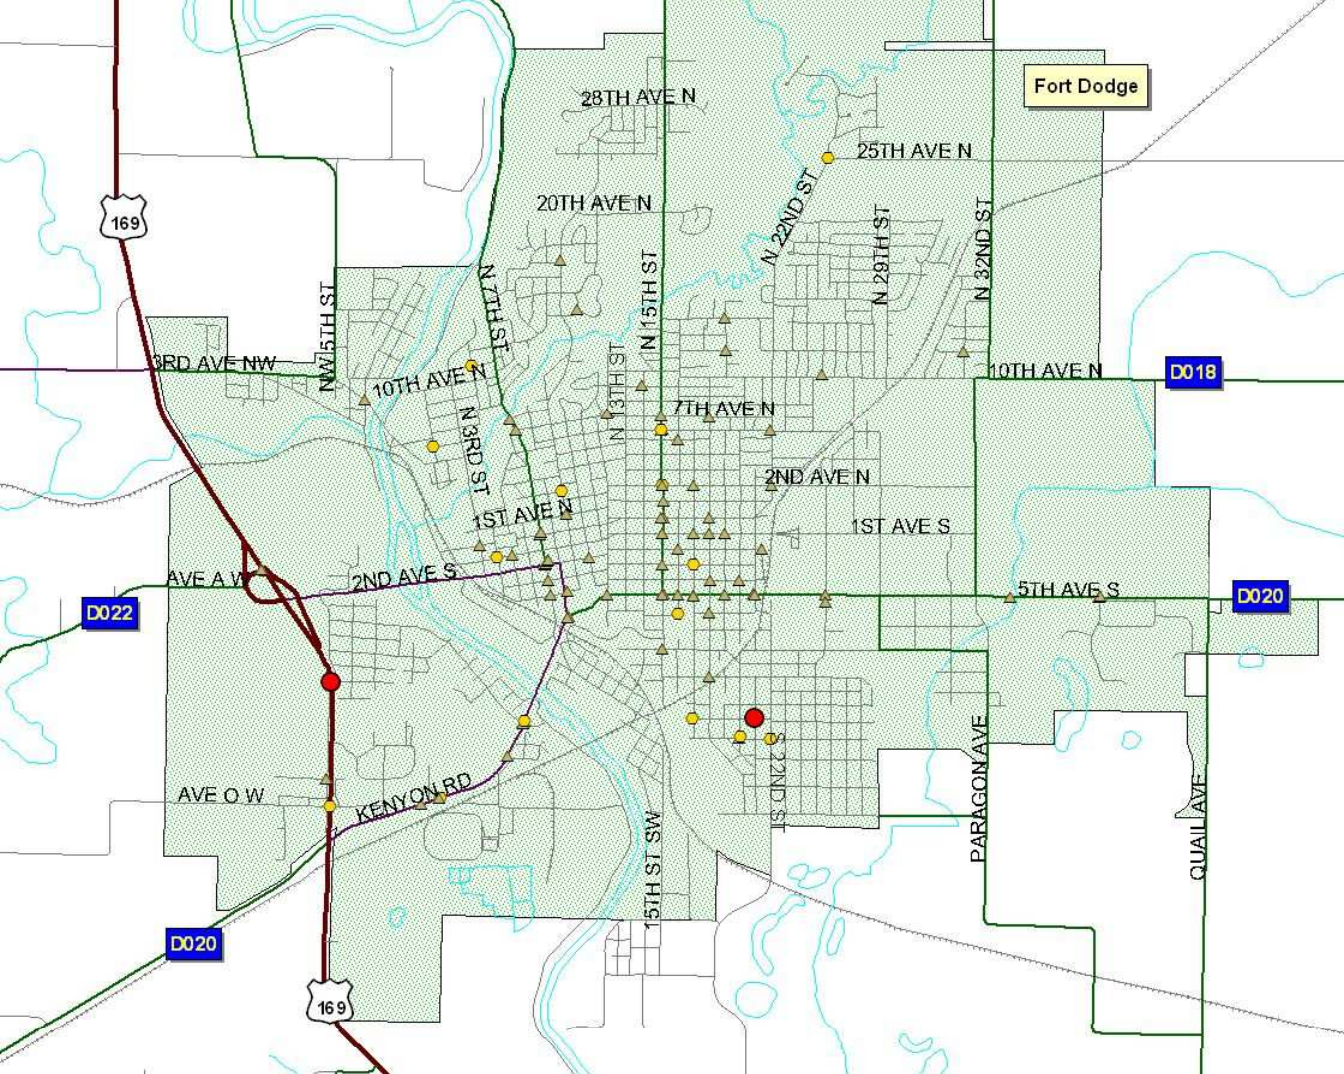 Fort Dodge
28TH AVE N
25TH AVE N
20TH AVE N
N 22ND ST
N 29TH ST
N 32ND ST
169
N 7TH ST
N 15TH ST
NW 5TH ST
3RD AVE NW
10TH AVE N
N 13TH ST
10TH AVE N
D018
7TH AVE N
N 3RD ST
2ND AVE N
1ST AVE N
1ST AVE S
AVE A W
2ND AVE S
5TH AVE S
D020
D022
S 22ND ST
PARAGON AVE
QUAIL AVE
AVE O W
KENYON RD
15TH ST SW
D020
169